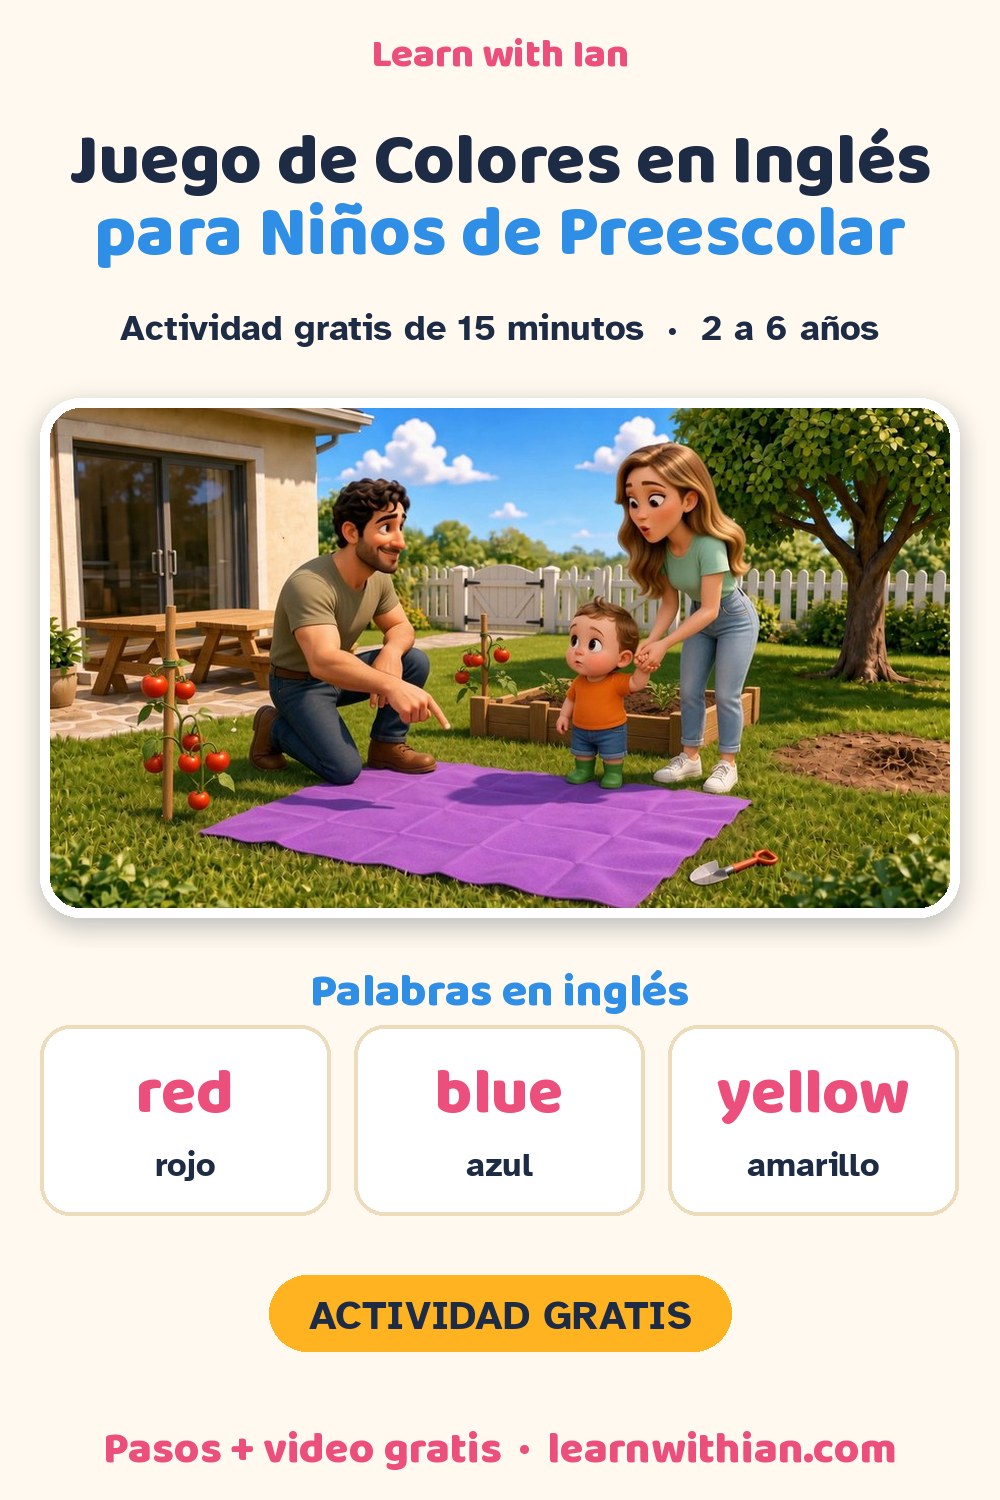 Learn with Ian
Juego de Colores en Inglés
para Niños de Preescolar
Actividad gratis de 15 minutos • 2 a 6 años
Palabras en inglés
red
rojo
blue
azul
yellow
amarillo
ACTIVIDAD GRATIS
Pasos + video gratis • learnwithian.com